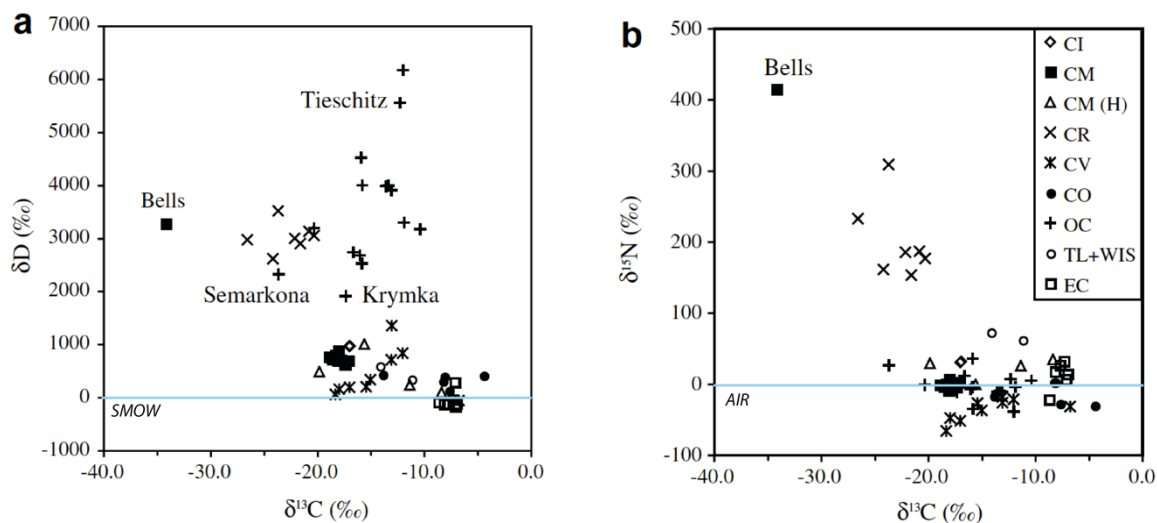 a
7000
6000
5000
4000
3000
2000
1000
0
-1000
δD (‰)
Tieschitz
Bells
Semarkona
Krymka
SMOW
-40.0 -30.0 -20.0 -10.0 0.0
δ¹³C (‰)
b
500
400
300
200
100
0
-100
δ¹⁵N (‰)
Bells
CI
CM
CM (H)
CR
CV
CO
OC
TL+WIS
EC
AIR
-40.0 -30.0 -20.0 -10.0 0.0
δ¹³C (‰)